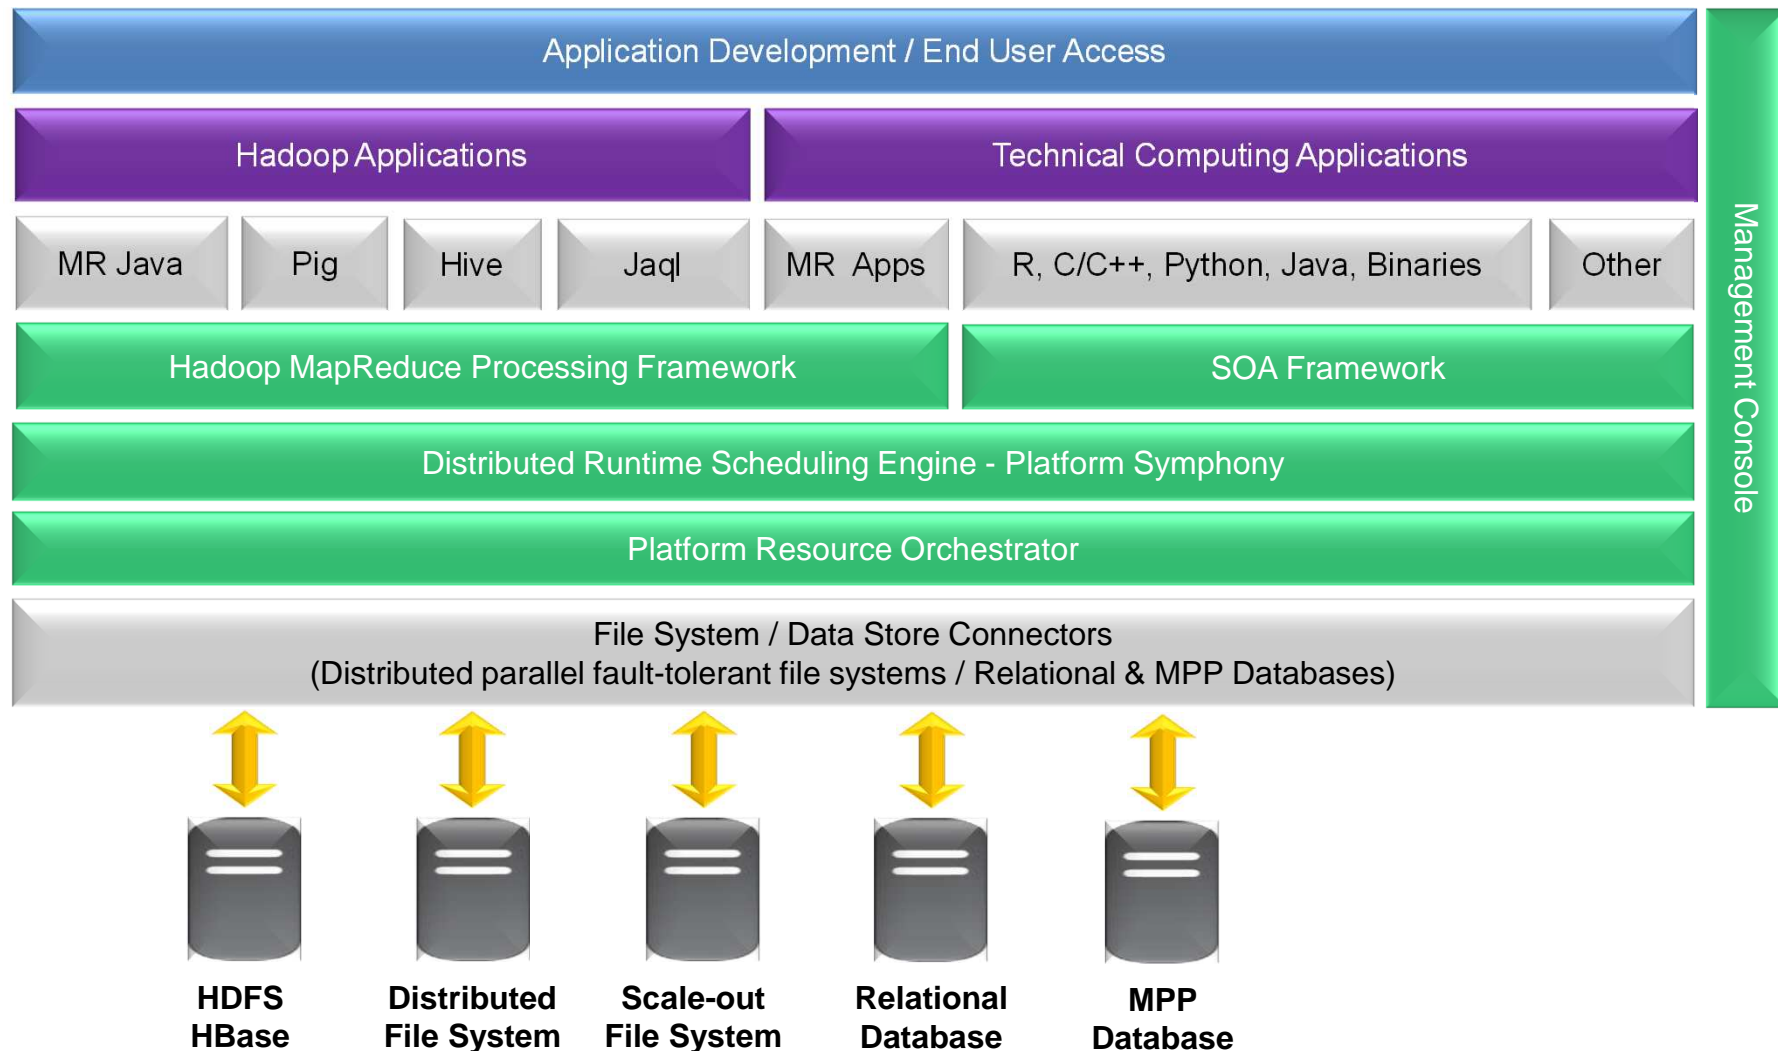 Application Development / End User Access
Hadoop Applications
Technical Computing Applications
MR Java
Pig
Hive
Jaql
MR Apps
R, C/C++, Python, Java, Binaries
Other
Hadoop MapReduce Processing Framework
SOA Framework
Distributed Runtime Scheduling Engine - Platform Symphony
Platform Resource Orchestrator
File System / Data Store Connectors
(Distributed parallel fault-tolerant file systems / Relational & MPP Databases)
Management Console
HDFS
HBase
Distributed
File System
Scale-out
File System
Relational
Database
MPP
Database